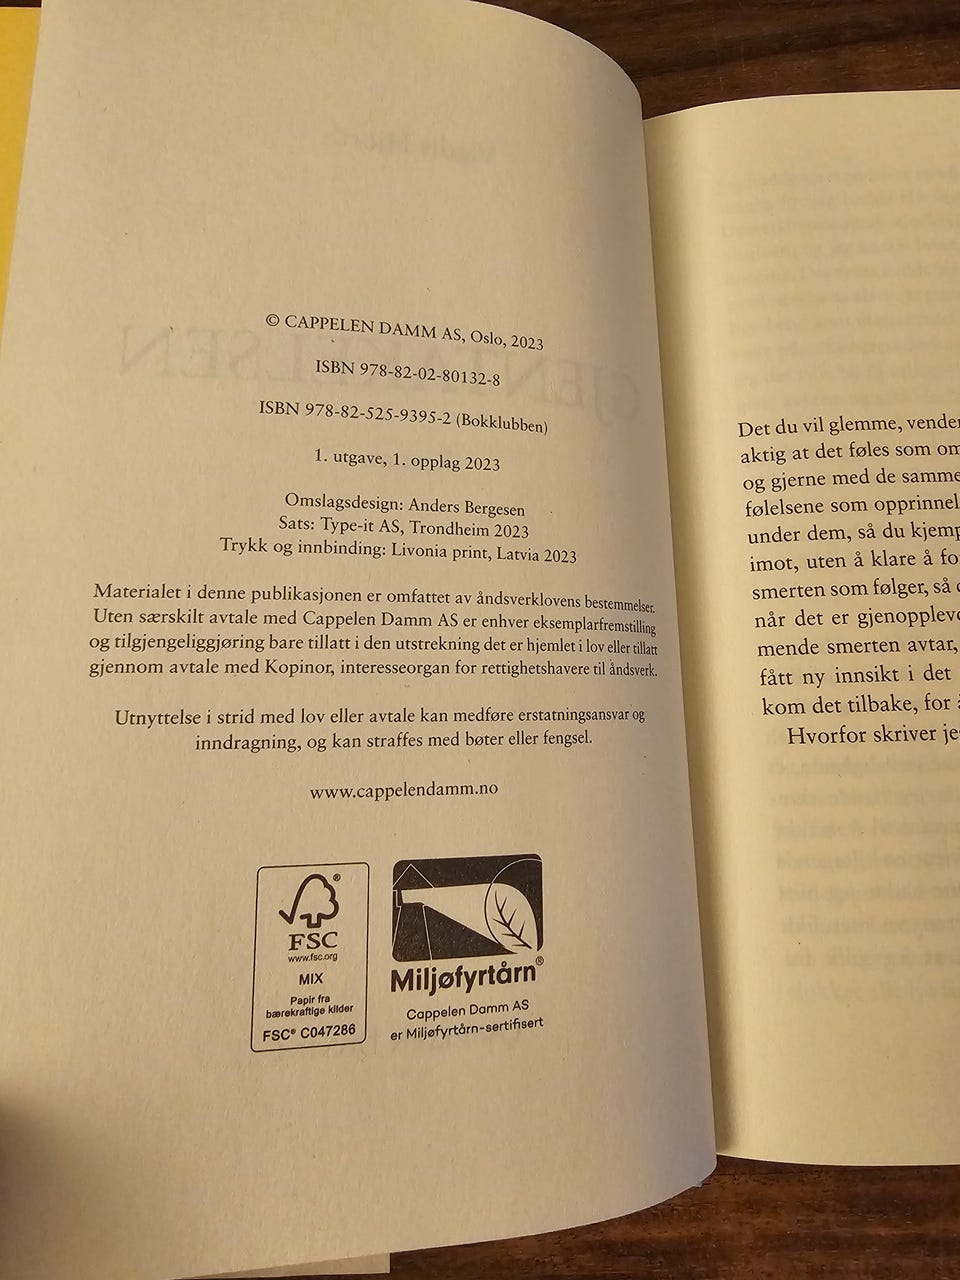 © CAPPELEN DAMM AS, Oslo, 2023
ISBN 978-82-02-80132-8
ISBN 978-82-525-9395-2 (Bokklubben)
1. utgave, 1. opplag 2023
Omslagsdesign: Anders Bergesen
Sats: Type-it AS, Trondheim 2023
Trykk og innbinding: Livonia print, Latvia 2023
Materialet i denne publikasjonen er omfattet av åndsverklovens bestemmelser.
Uten særskilt avtale med Cappelen Damm AS er enhver eksemplarfremstilling
og tilgjengeliggjøring bare tillatt i den utstrekning det er hjemlet i lov eller tillatt
gjennom avtale med Kopinor, interesseorgan for rettighetshavere til åndsverk.
Utnyttelse i strid med lov eller avtale kan medføre erstatningsansvar og
inndragning, og kan straffes med bøter eller fengsel.
www.cappelendamm.no
FSC
www.fsc.org
MIX
Papir fra
bærekraftige kilder
FSC® C047286
Miljøfyrtårn®
Cappelen Damm AS
er Miljøfyrtårn-sertifisert
Det du vil glemme, vender
aktig at det føles som om
og gjerne med de samme
følelsene som opprinnel
under dem, så du kjemp
imot, uten å klare å fo
smerten som følger, så
når det er gjenoppleve
mende smerten avtar,
fått ny innsikt i det
kom det tilbake, for
Hvorfor skriver je